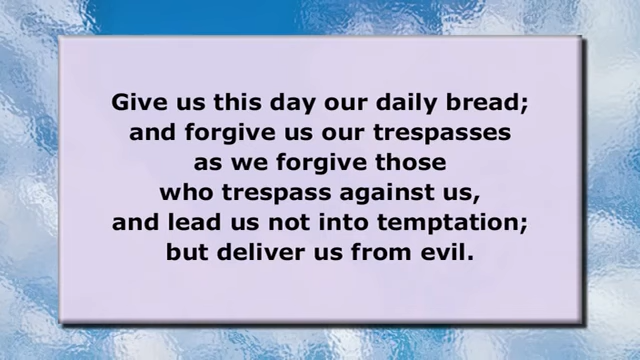 Give us this day our daily bread;
and forgive us our trespasses
as we forgive those
who trespass against us,
and lead us not into temptation;
but deliver us from evil.